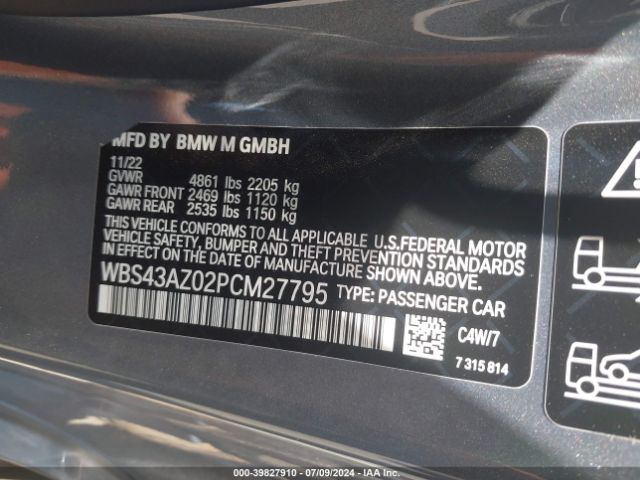 MFD BY BMW M GMBH
11/22
GVWR 4861 lbs 2205 kg
GAWR FRONT 2469 lbs 1120 kg
GAWR REAR 2535 lbs 1150 kg
THIS VEHICLE CONFORMS TO ALL APPLICABLE U.S.FEDERAL MOTOR
VEHICLE SAFETY, BUMPER AND THEFT PREVENTION STANDARDS
IN EFFECT ON THE DATE OF MANUFACTURE SHOWN ABOVE.
WBS43AZ02PCM27795 TYPE: PASSENGER CAR
C4W/7
7 315 814
000-39827910 - 07/09/2024 - IAA Inc.